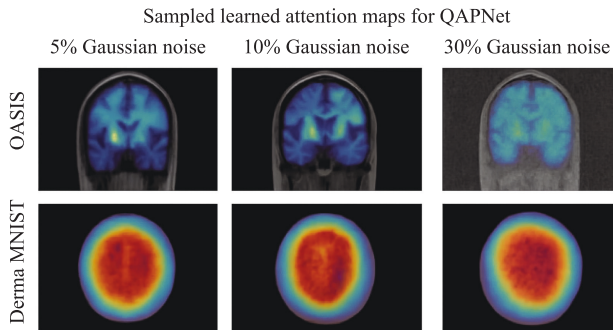 Sampled learned attention maps for QAPNet
5% Gaussian noise
10% Gaussian noise
30% Gaussian noise
OASIS
Derma MNIST